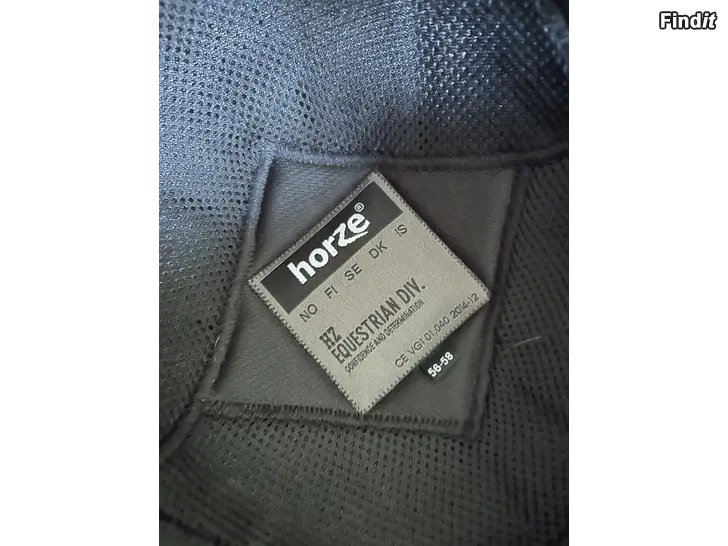 Findit
horze®
NO FI SE DK IS
HZ
EQUESTRIAN DIV.
CONFIDENCE AND DETERMINATION
CE VG1 01.040 2014-12
56-58